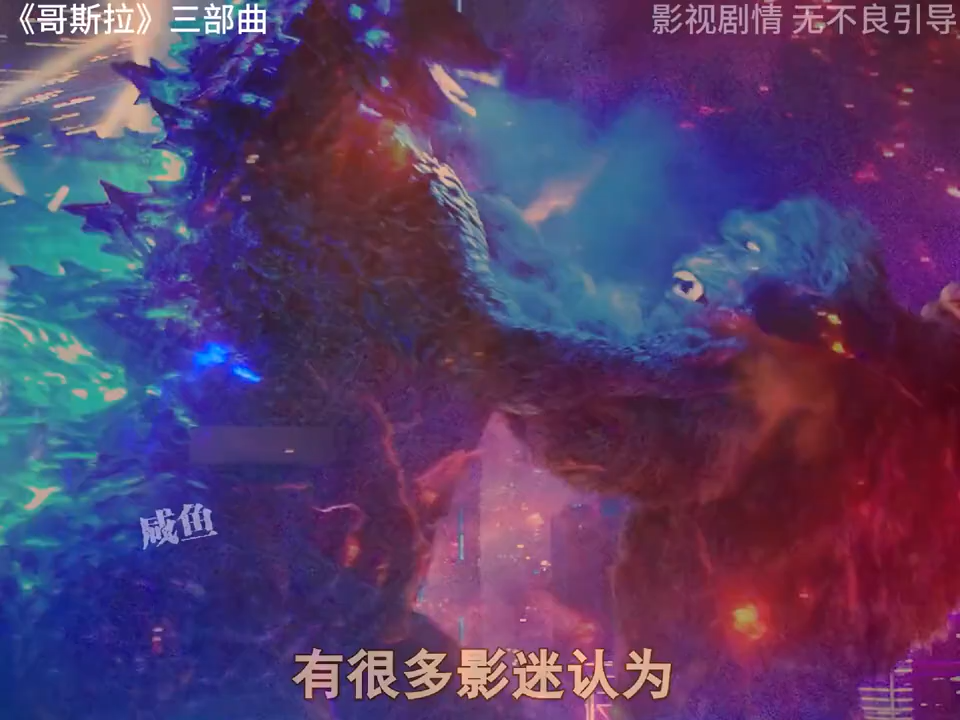 《哥斯拉》三部曲
影视剧情 无不良引导
咸鱼
有很多影迷认为